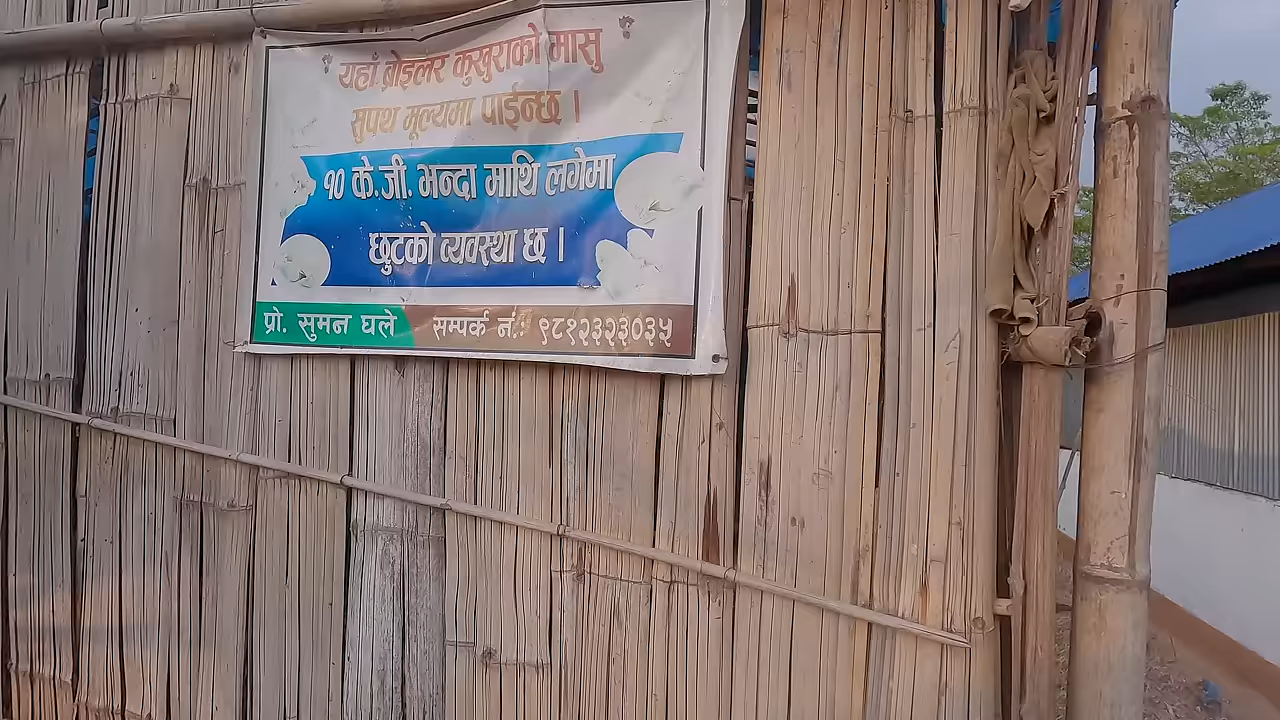 यहाँ ब्रोइलर कुखुराको मासु
सुपथ मूल्यमा पाईन्छ ।
१० के.जी. भन्दा माथि लगेमा
छुटको व्यवस्था छ ।
प्रो. सुमन घले सम्पर्क नं.: ९८१२३२३०३५